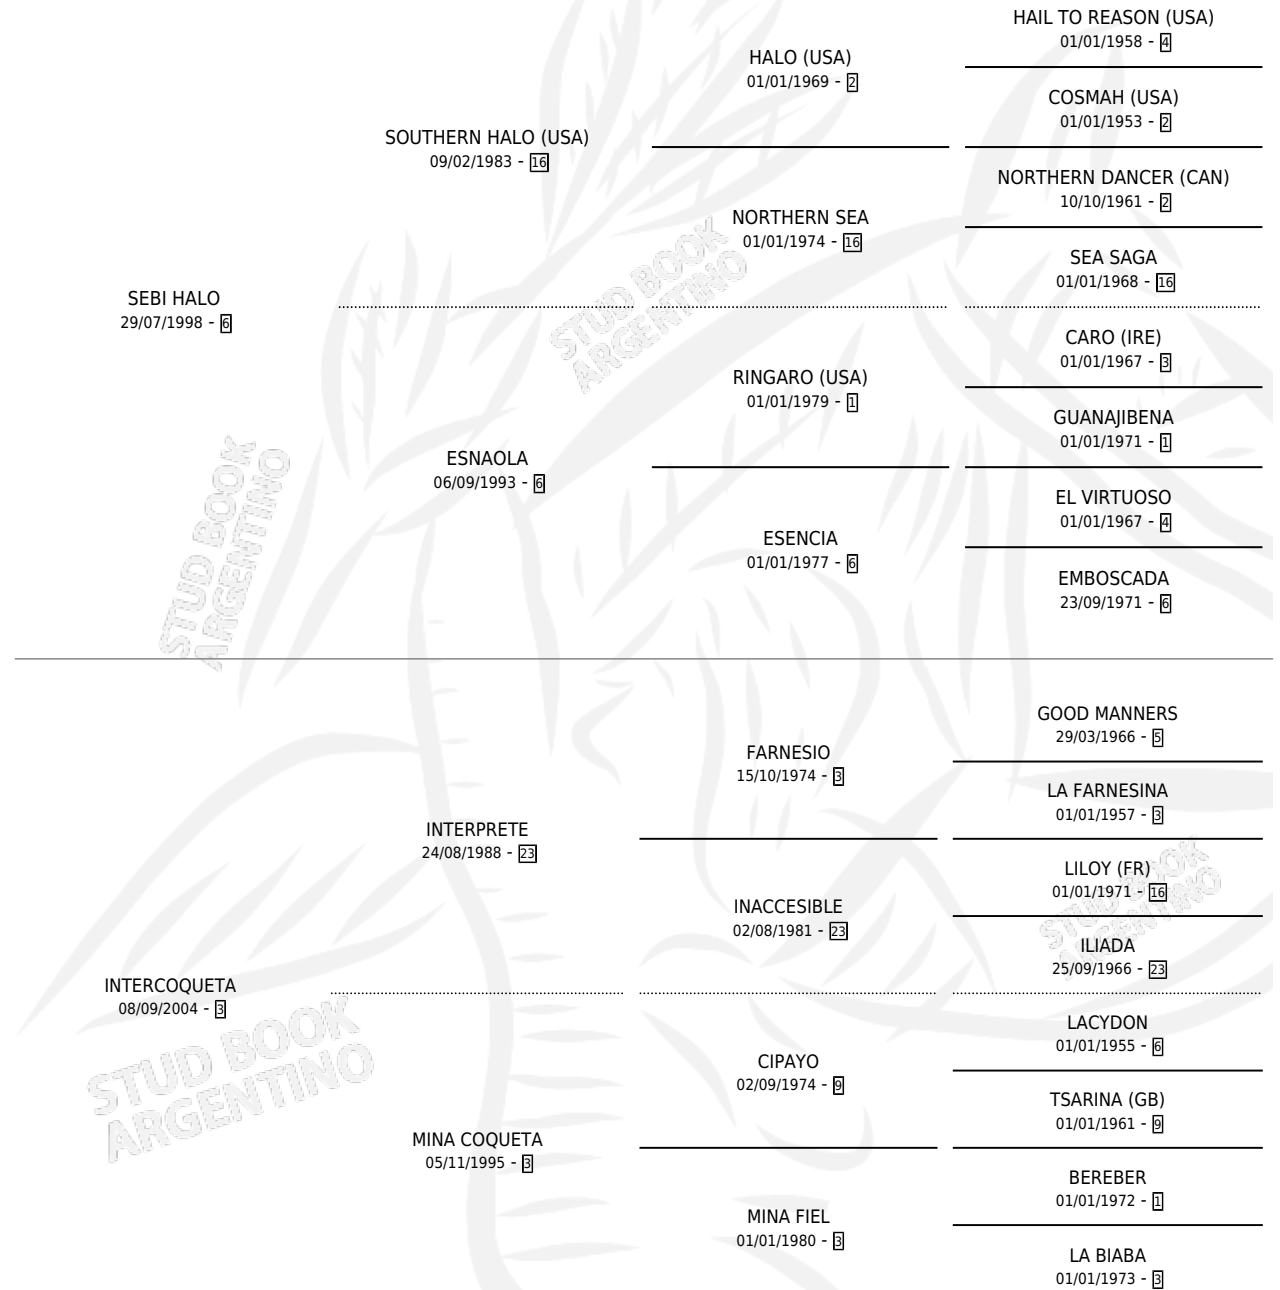 HAIL TO REASON (USA)
01/01/1958 - 4
HALO (USA)
01/01/1969 - 2
COSMAH (USA)
01/01/1953 - 2
SOUTHERN HALO (USA)
09/02/1983 - 16
NORTHERN DANCER (CAN)
10/10/1961 - 2
NORTHERN SEA
01/01/1974 - 16
SEA SAGA
01/01/1968 - 16
SEBI HALO
29/07/1998 - 6
CARO (IRE)
01/01/1967 - 3
RINGARO (USA)
01/01/1979 - 1
GUANAJIBENA
01/01/1971 - 1
ESNAOLA
06/09/1993 - 6
EL VIRTUOSO
01/01/1967 - 4
ESENCIA
01/01/1977 - 6
EMBOSCADA
23/09/1971 - 6
GOOD MANNERS
29/03/1966 - 5
FARNESIO
15/10/1974 - 3
LA FARNESINA
01/01/1957 - 3
INTERPRETE
24/08/1988 - 23
LILOY (FR)
01/01/1971 - 16
INACCESIBLE
02/08/1981 - 23
ILIADA
25/09/1966 - 23
INTERCOQUETA
08/09/2004 - 3
LACYDON
01/01/1955 - 6
CIPAYO
02/09/1974 - 9
TSARINA (GB)
01/01/1961 - 9
MINA COQUETA
05/11/1995 - 3
BEREBER
01/01/1972 - 1
MINA FIEL
01/01/1980 - 3
LA BIABA
01/01/1973 - 3
STUD BOOK
ARGENTINO
STUD BOOK
ARGENTINO
STUD BOOK
ARGENTINO
STUD BOOK
ARGENTINO